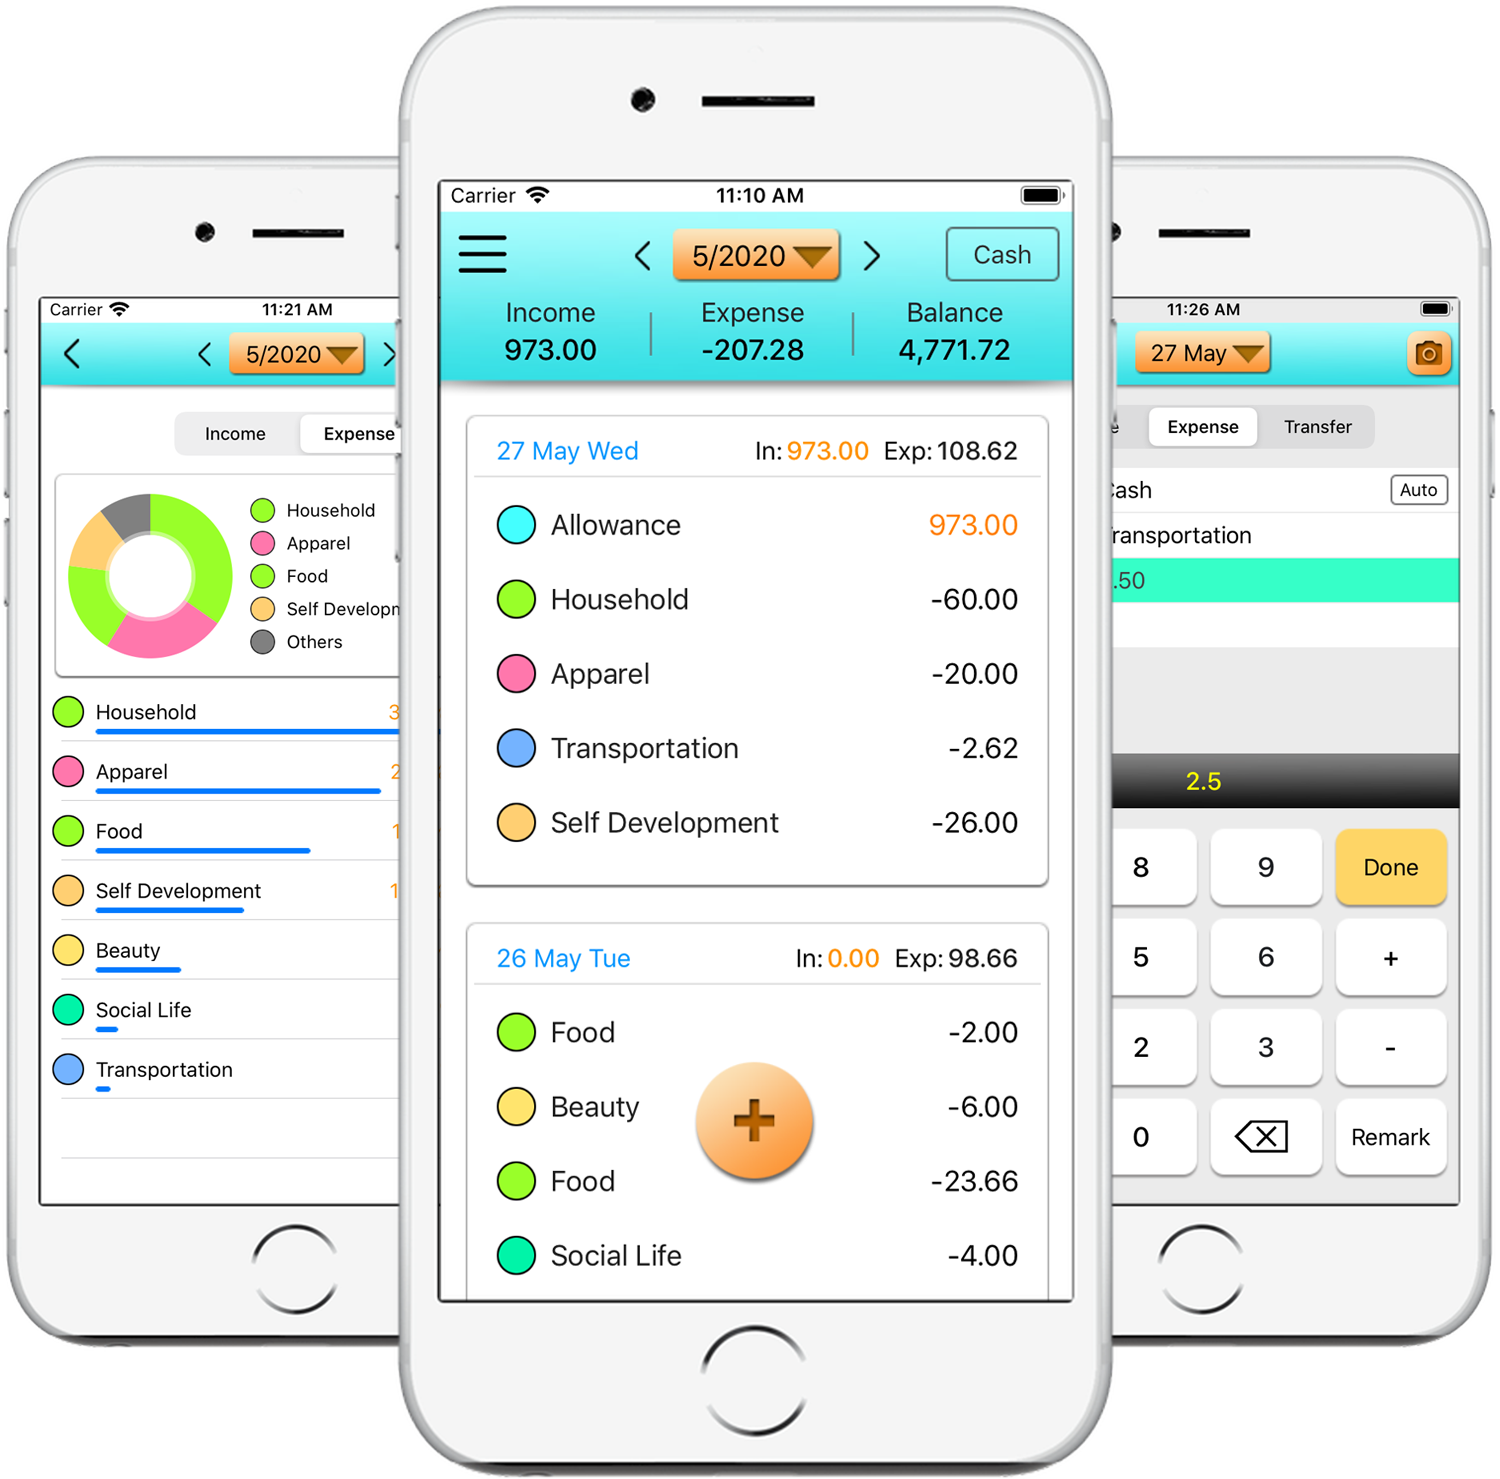 Carrier 11:21 AM
5/2020
Income Expense
Household
Apparel
Food
Self Developm
Others
Household 3
Apparel 2
Food 1
Self Development 1
Beauty
Social Life
Transportation
Carrier 11:10 AM
5/2020 Cash
Income Expense Balance
973.00 -207.28 4,771.72
27 May Wed In: 973.00 Exp: 108.62
Allowance 973.00
Household -60.00
Apparel -20.00
Transportation -2.62
Self Development -26.00
26 May Tue In: 0.00 Exp: 98.66
Food -2.00
Beauty -6.00
+
Food -23.66
Social Life -4.00
11:26 AM
27 May
e Expense Transfer
Cash Auto
ransportation
.50
2.5
8 9 Done
5 6 +
2 3 -
0 Remark